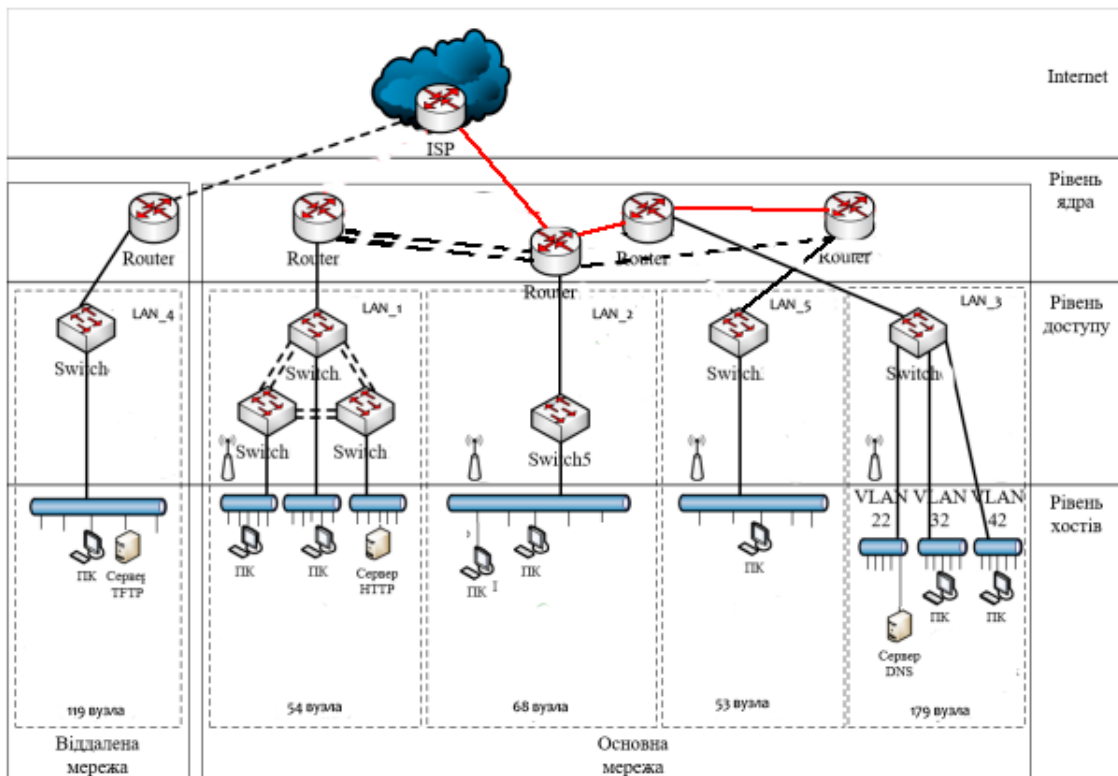 Internet
ISP
Рівень
ядра
Router
Router
Router
Router
Router
Рівень
доступу
LAN_4
LAN_1
LAN_2
LAN_5
LAN_3
Switch
Switch
Switch
Switch
Switch
Switch
Switch5
VLAN
22
VLAN
32
VLAN
42
Рівень
хостів
ПК
Сервер
TFTP
ПК
ПК
Сервер
HTTP
ПК
ПК
ПК
ПК
ПК
Сервер
DNS
119 вузла
54 вузла
68 вузла
53 вузла
179 вузла
Віддалена
мережа
Основна
мережа